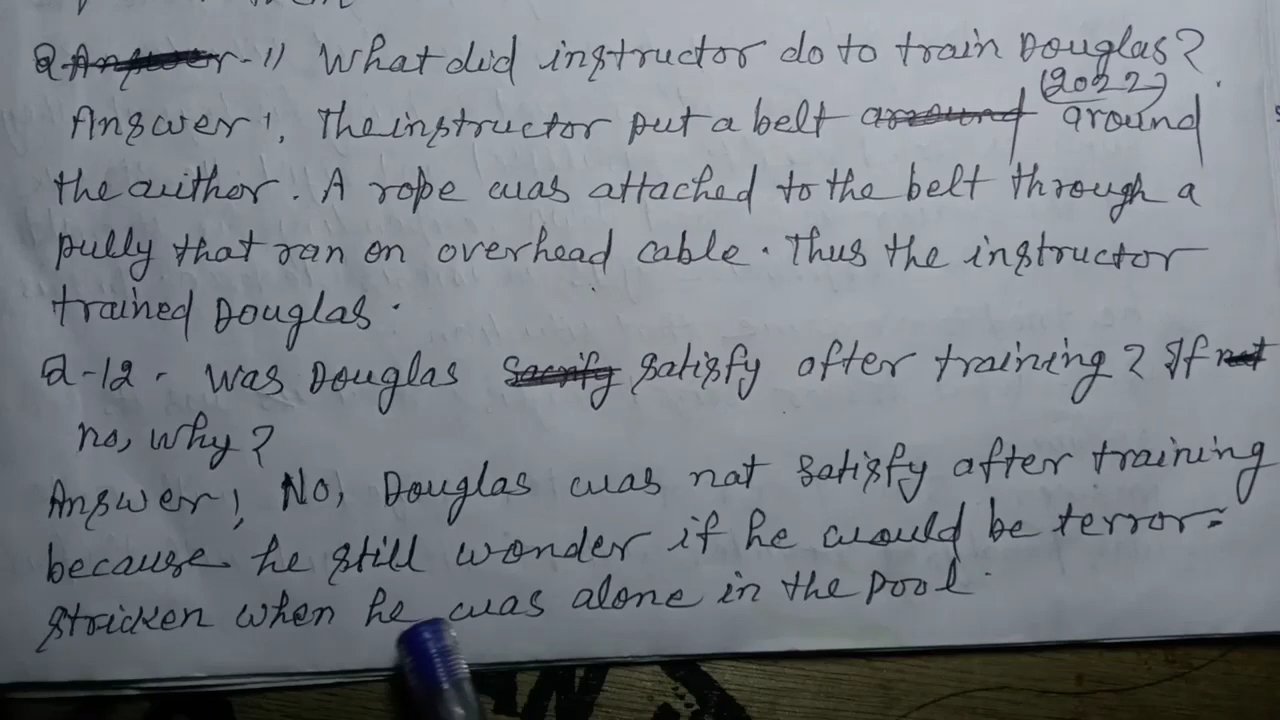 Q-11 What did instructor do to train Douglas?
(2022)
Answer!, The instructor put a belt around
the author. A rope was attached to the belt through a
pully that ran on overhead cable. Thus the instructor
trained Douglas.
Q-12. Was Douglas satisfy after training? If
no, why?
Answer!, No, Douglas was not satisfy after training
because he still wonder if he would be terror-
stricken when he was alone in the pool.